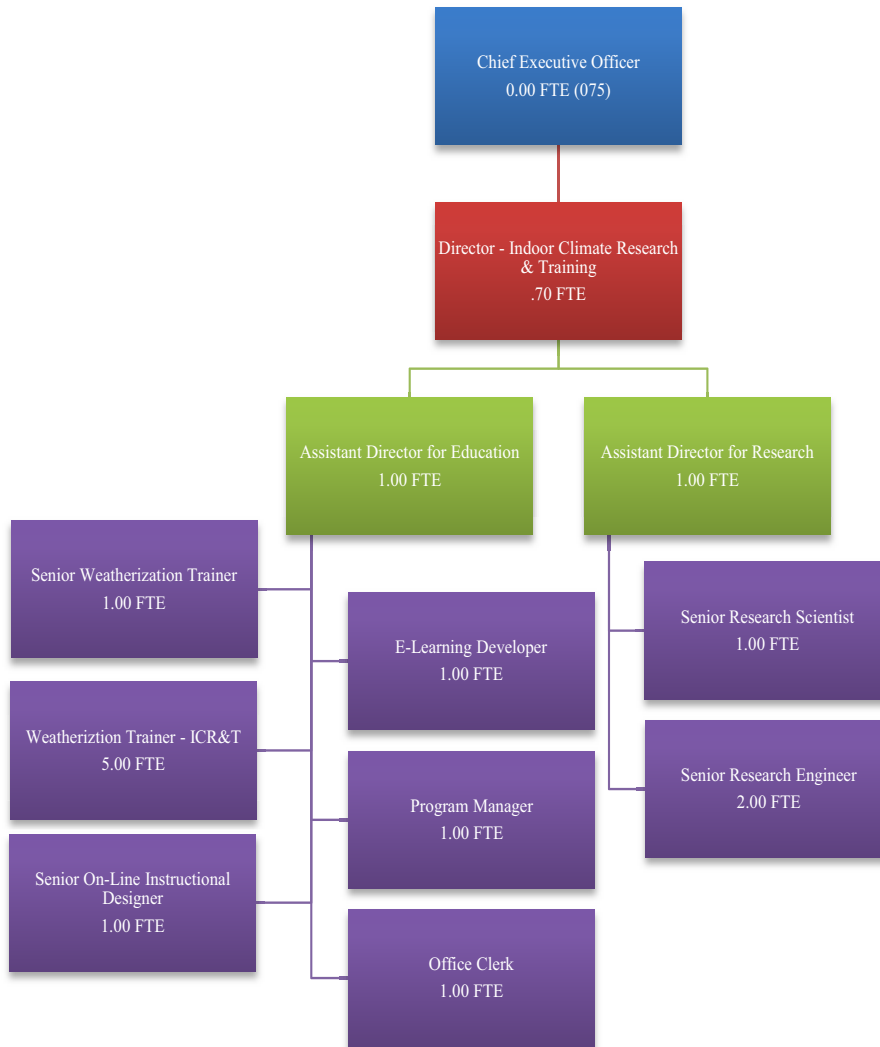 Chief Executive Officer
0.00 FTE (075)
Director - Indoor Climate Research
& Training
.70 FTE
Assistant Director for Education
1.00 FTE
Assistant Director for Research
1.00 FTE
Senior Weatherization Trainer
1.00 FTE
E-Learning Developer
1.00 FTE
Senior Research Scientist
1.00 FTE
Weatheriztion Trainer - ICR&T
5.00 FTE
Program Manager
1.00 FTE
Senior Research Engineer
2.00 FTE
Senior On-Line Instructional
Designer
1.00 FTE
Office Clerk
1.00 FTE